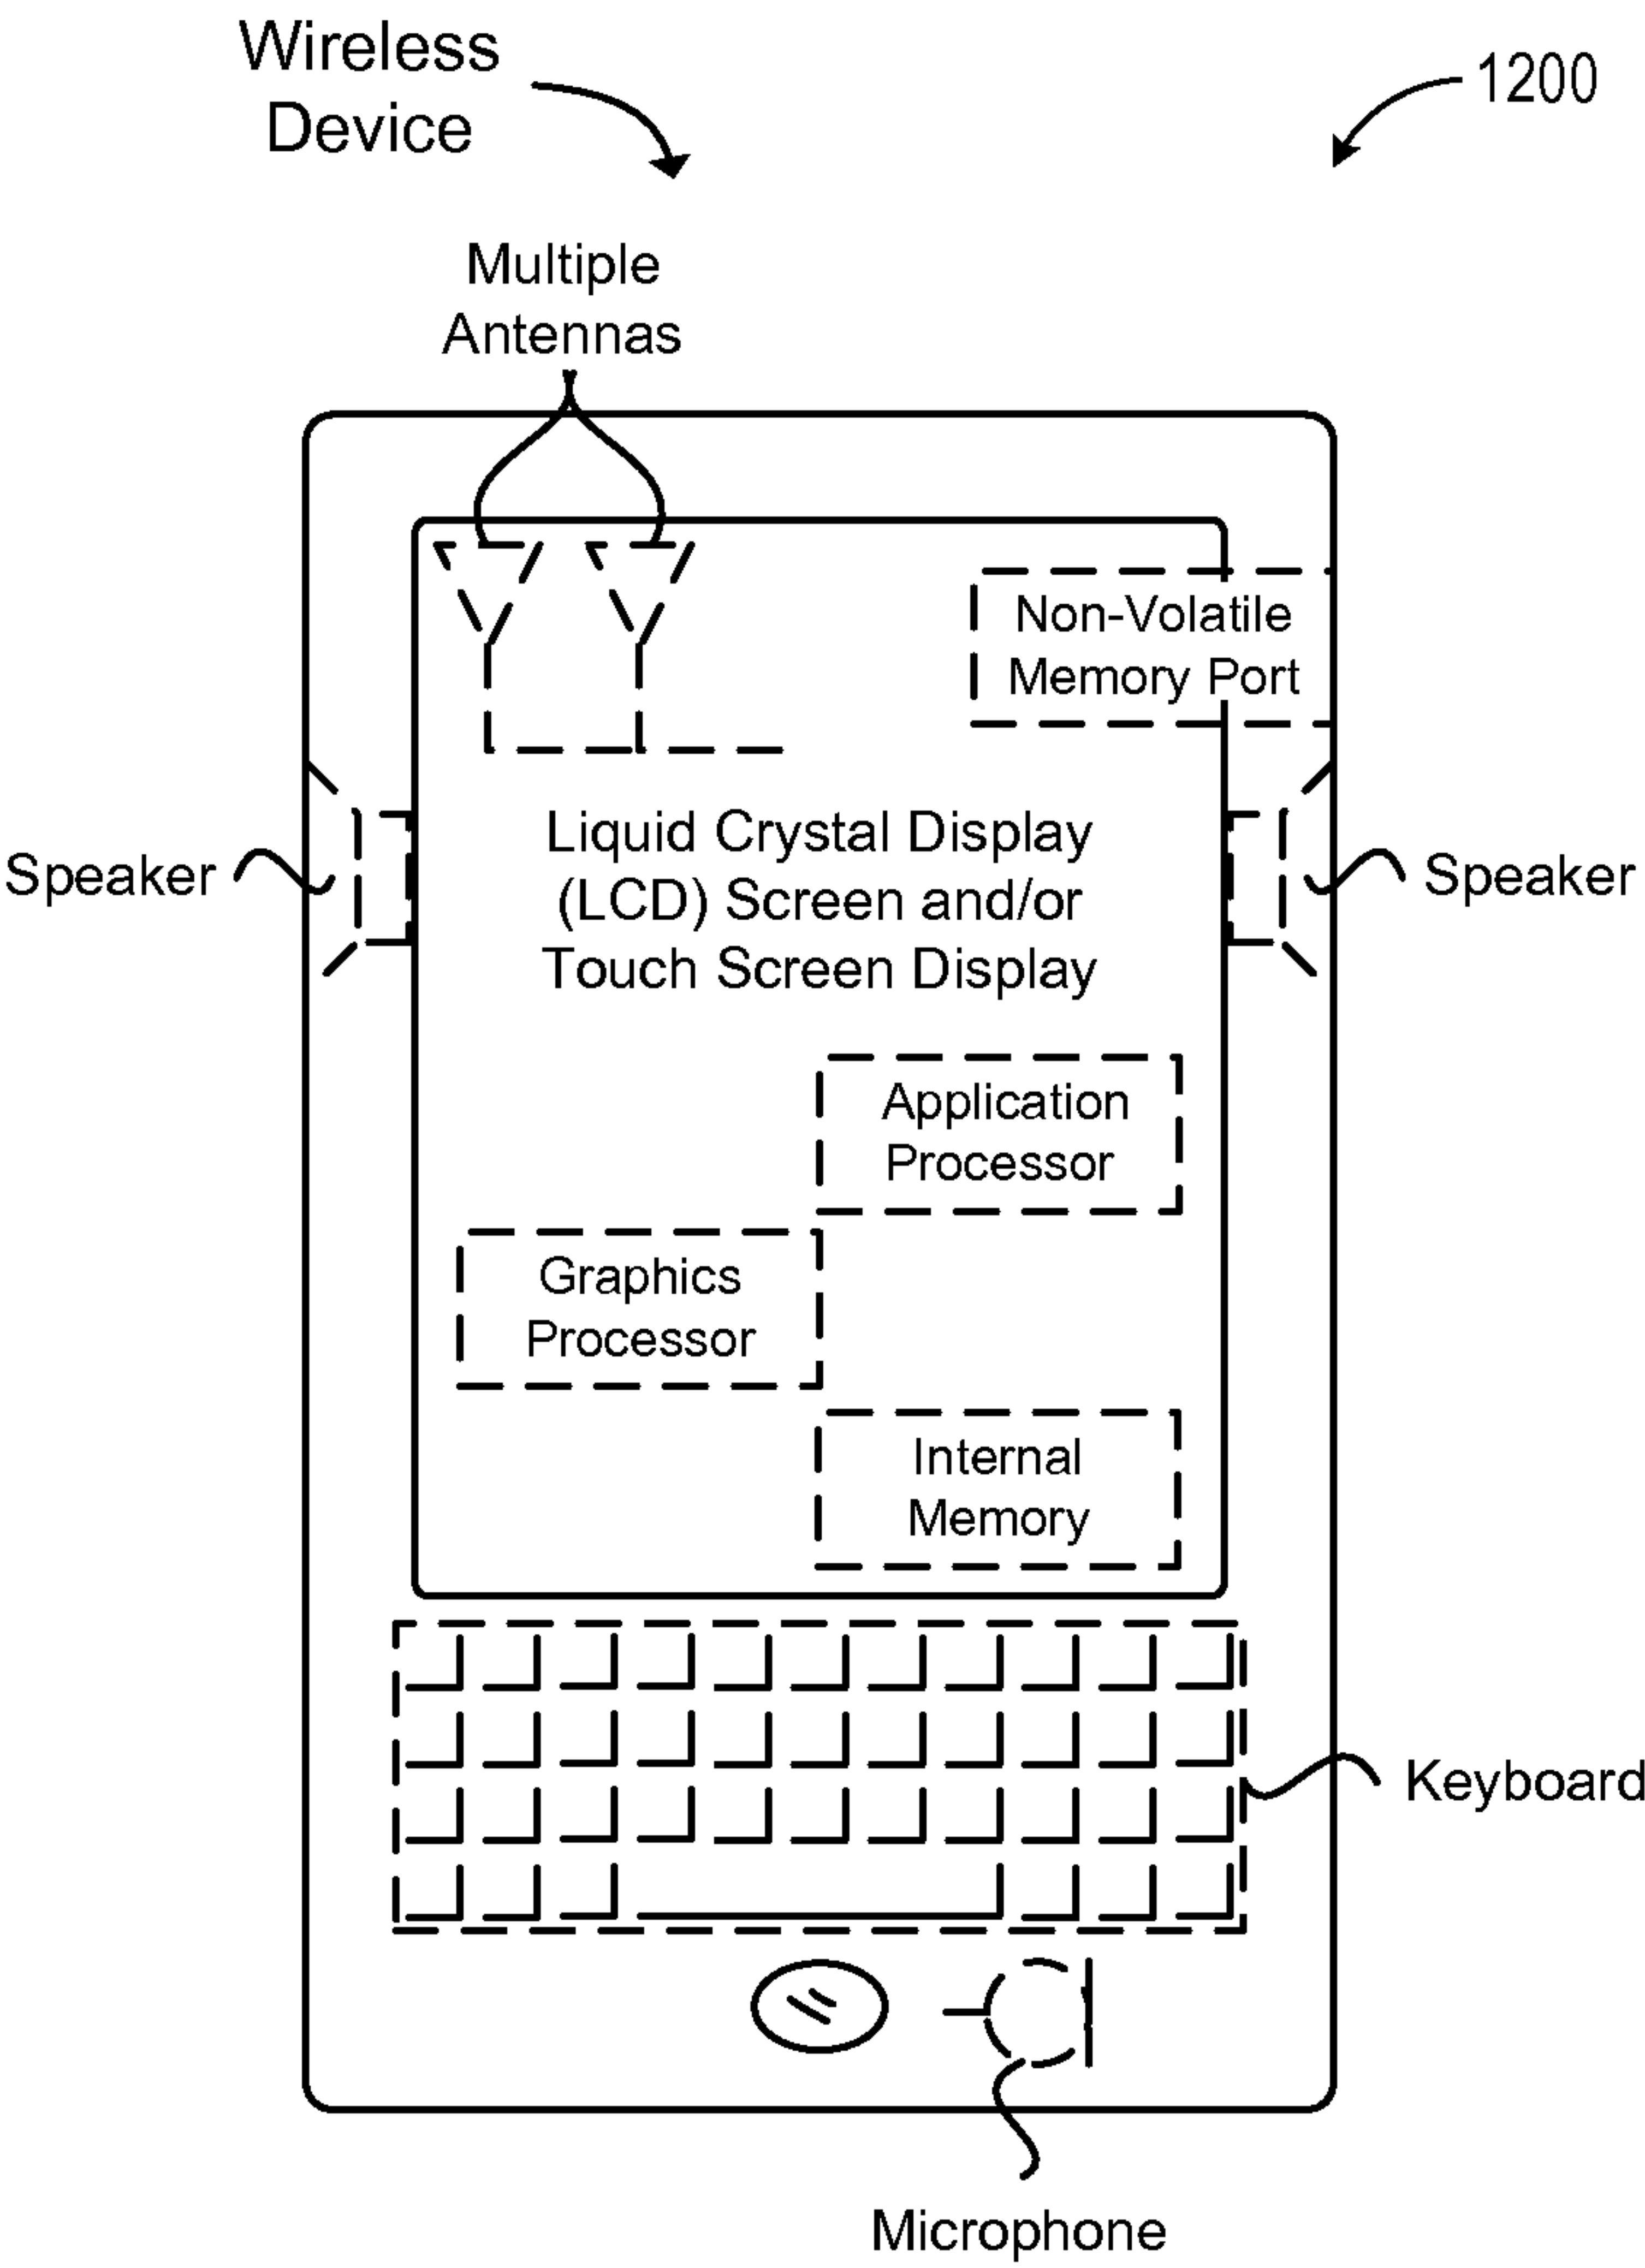 Wireless
Device
1200
Multiple
Antennas
Non-Volatile
Memory Port
Speaker
Liquid Crystal Display
(LCD) Screen and/or
Touch Screen Display
Speaker
Application
Processor
Graphics
Processor
Internal
Memory
Keyboard
Microphone